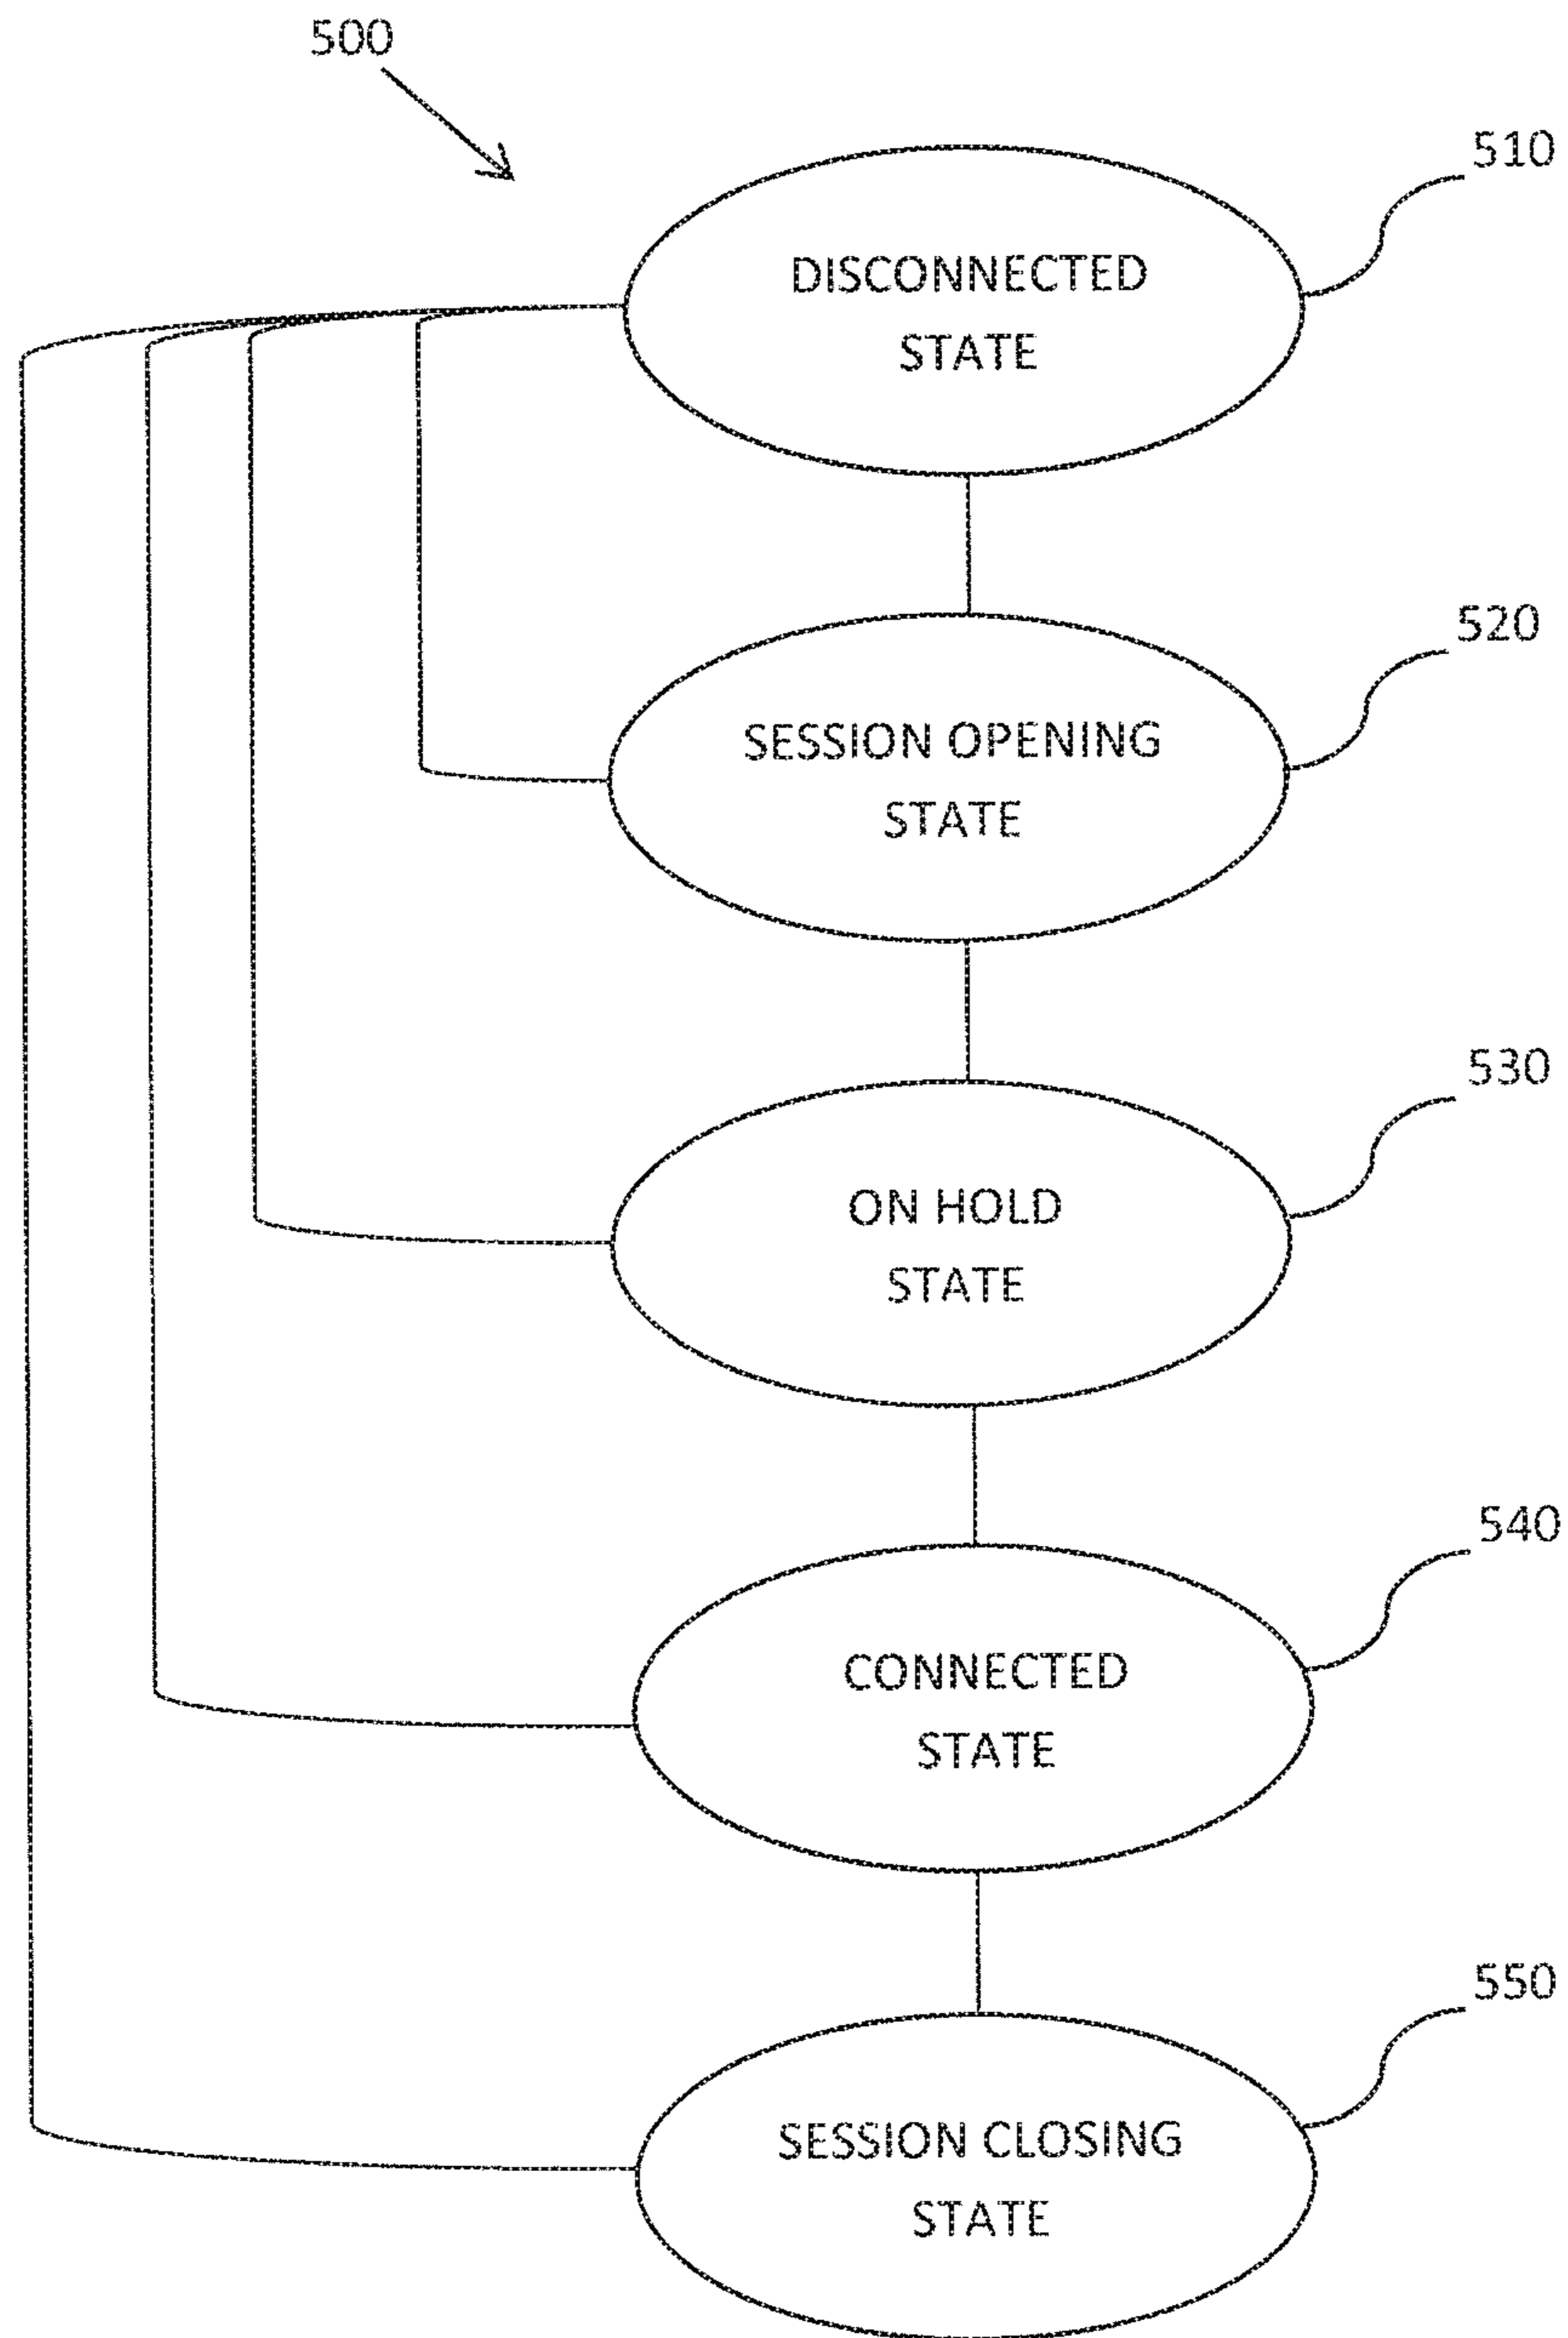 500
510
DISCONNECTED
STATE
520
SESSION OPENING
STATE
530
ON HOLD
STATE
540
CONNECTED
STATE
550
SESSION CLOSING
STATE